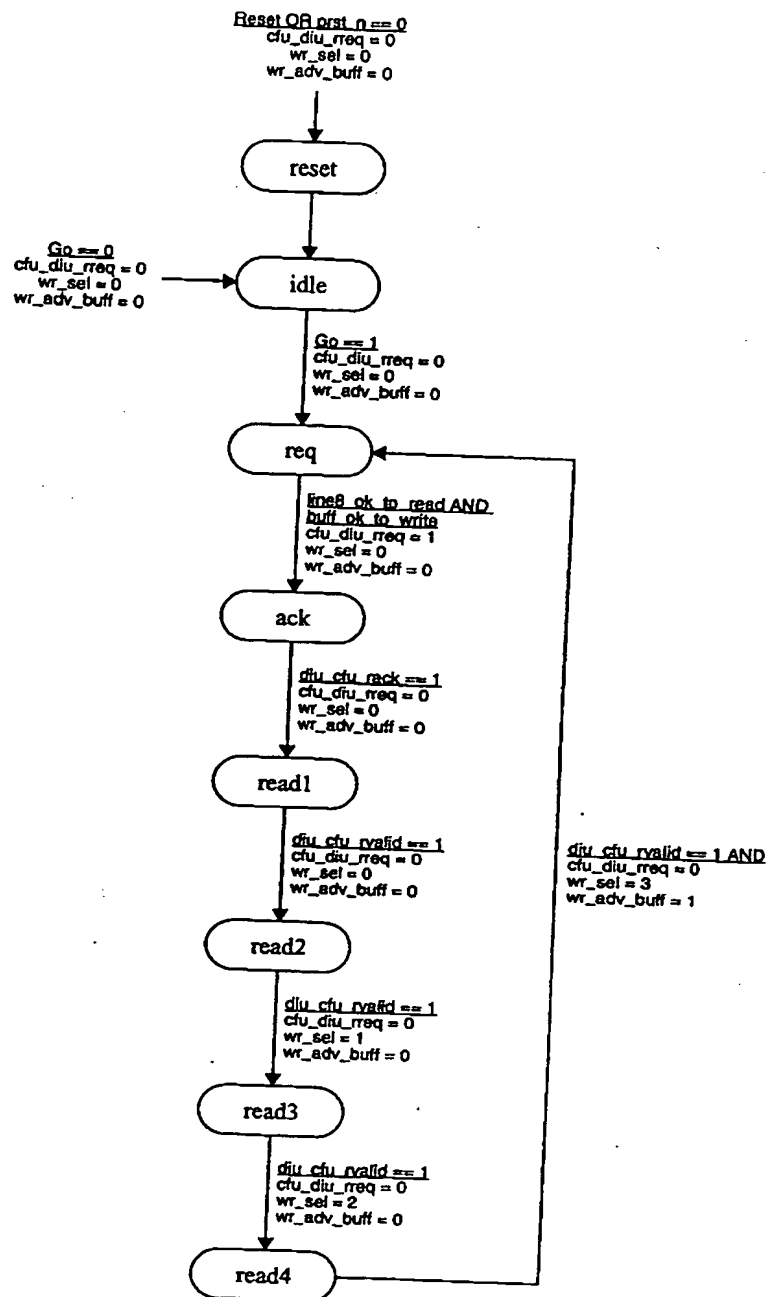 Reset OR prst_n == 0
cfu_diu_rreq = 0
wr_sel = 0
wr_adv_buff = 0
reset
Go == 0
cfu_diu_rreq = 0
wr_sel = 0
wr_adv_buff = 0
idle
Go == 1
cfu_diu_rreq = 0
wr_sel = 0
wr_adv_buff = 0
req
line8_ok_to_read AND
buff_ok_to_write
cfu_diu_rreq = 1
wr_sel = 0
wr_adv_buff = 0
ack
diu_cfu_rack == 1
cfu_diu_rreq = 0
wr_sel = 0
wr_adv_buff = 0
read1
diu_cfu_rvalid == 1
cfu_diu_rreq = 0
wr_sel = 0
wr_adv_buff = 0
diu_cfu_rvalid == 1 AND
cfu_diu_rreq = 0
wr_sel = 3
wr_adv_buff = 1
read2
diu_cfu_rvalid == 1
cfu_diu_rreq = 0
wr_sel = 1
wr_adv_buff = 0
read3
diu_cfu_rvalid == 1
cfu_diu_rreq = 0
wr_sel = 2
wr_adv_buff = 0
read4